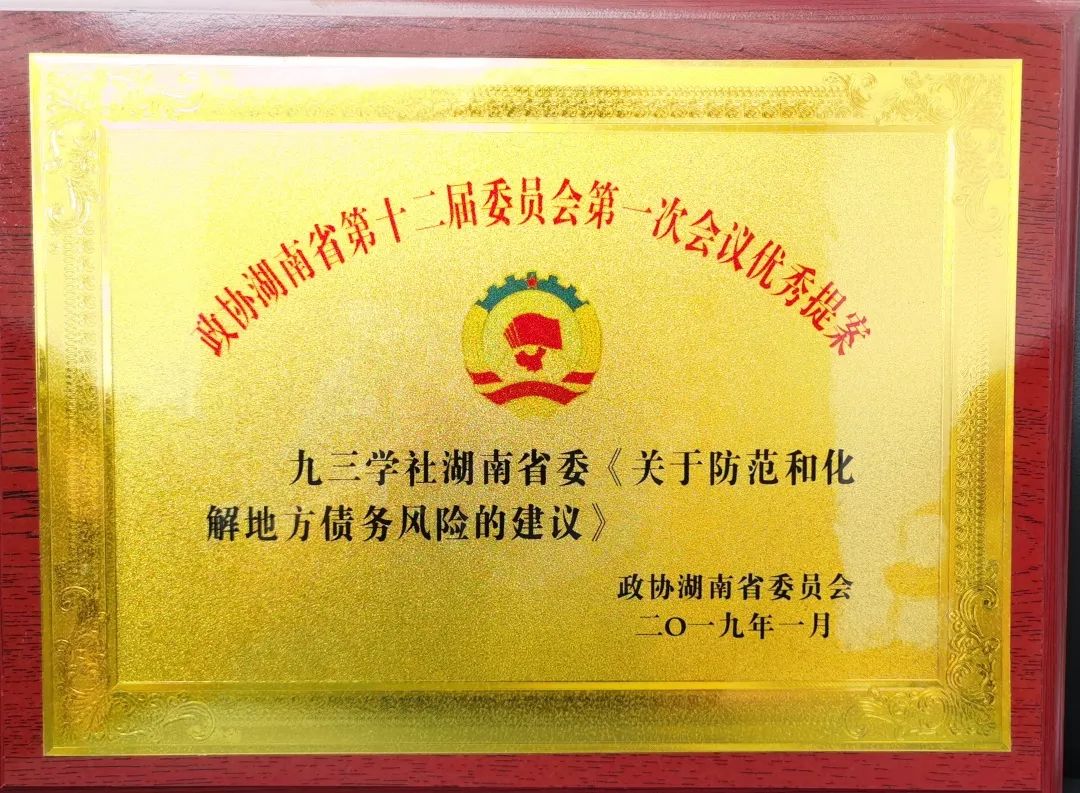 政协湖南省第十二届委员会第一次会议优秀提案
九三学社湖南省委《关于防范和化
解地方债务风险的建议》
政协湖南省委员会
二〇一九年一月